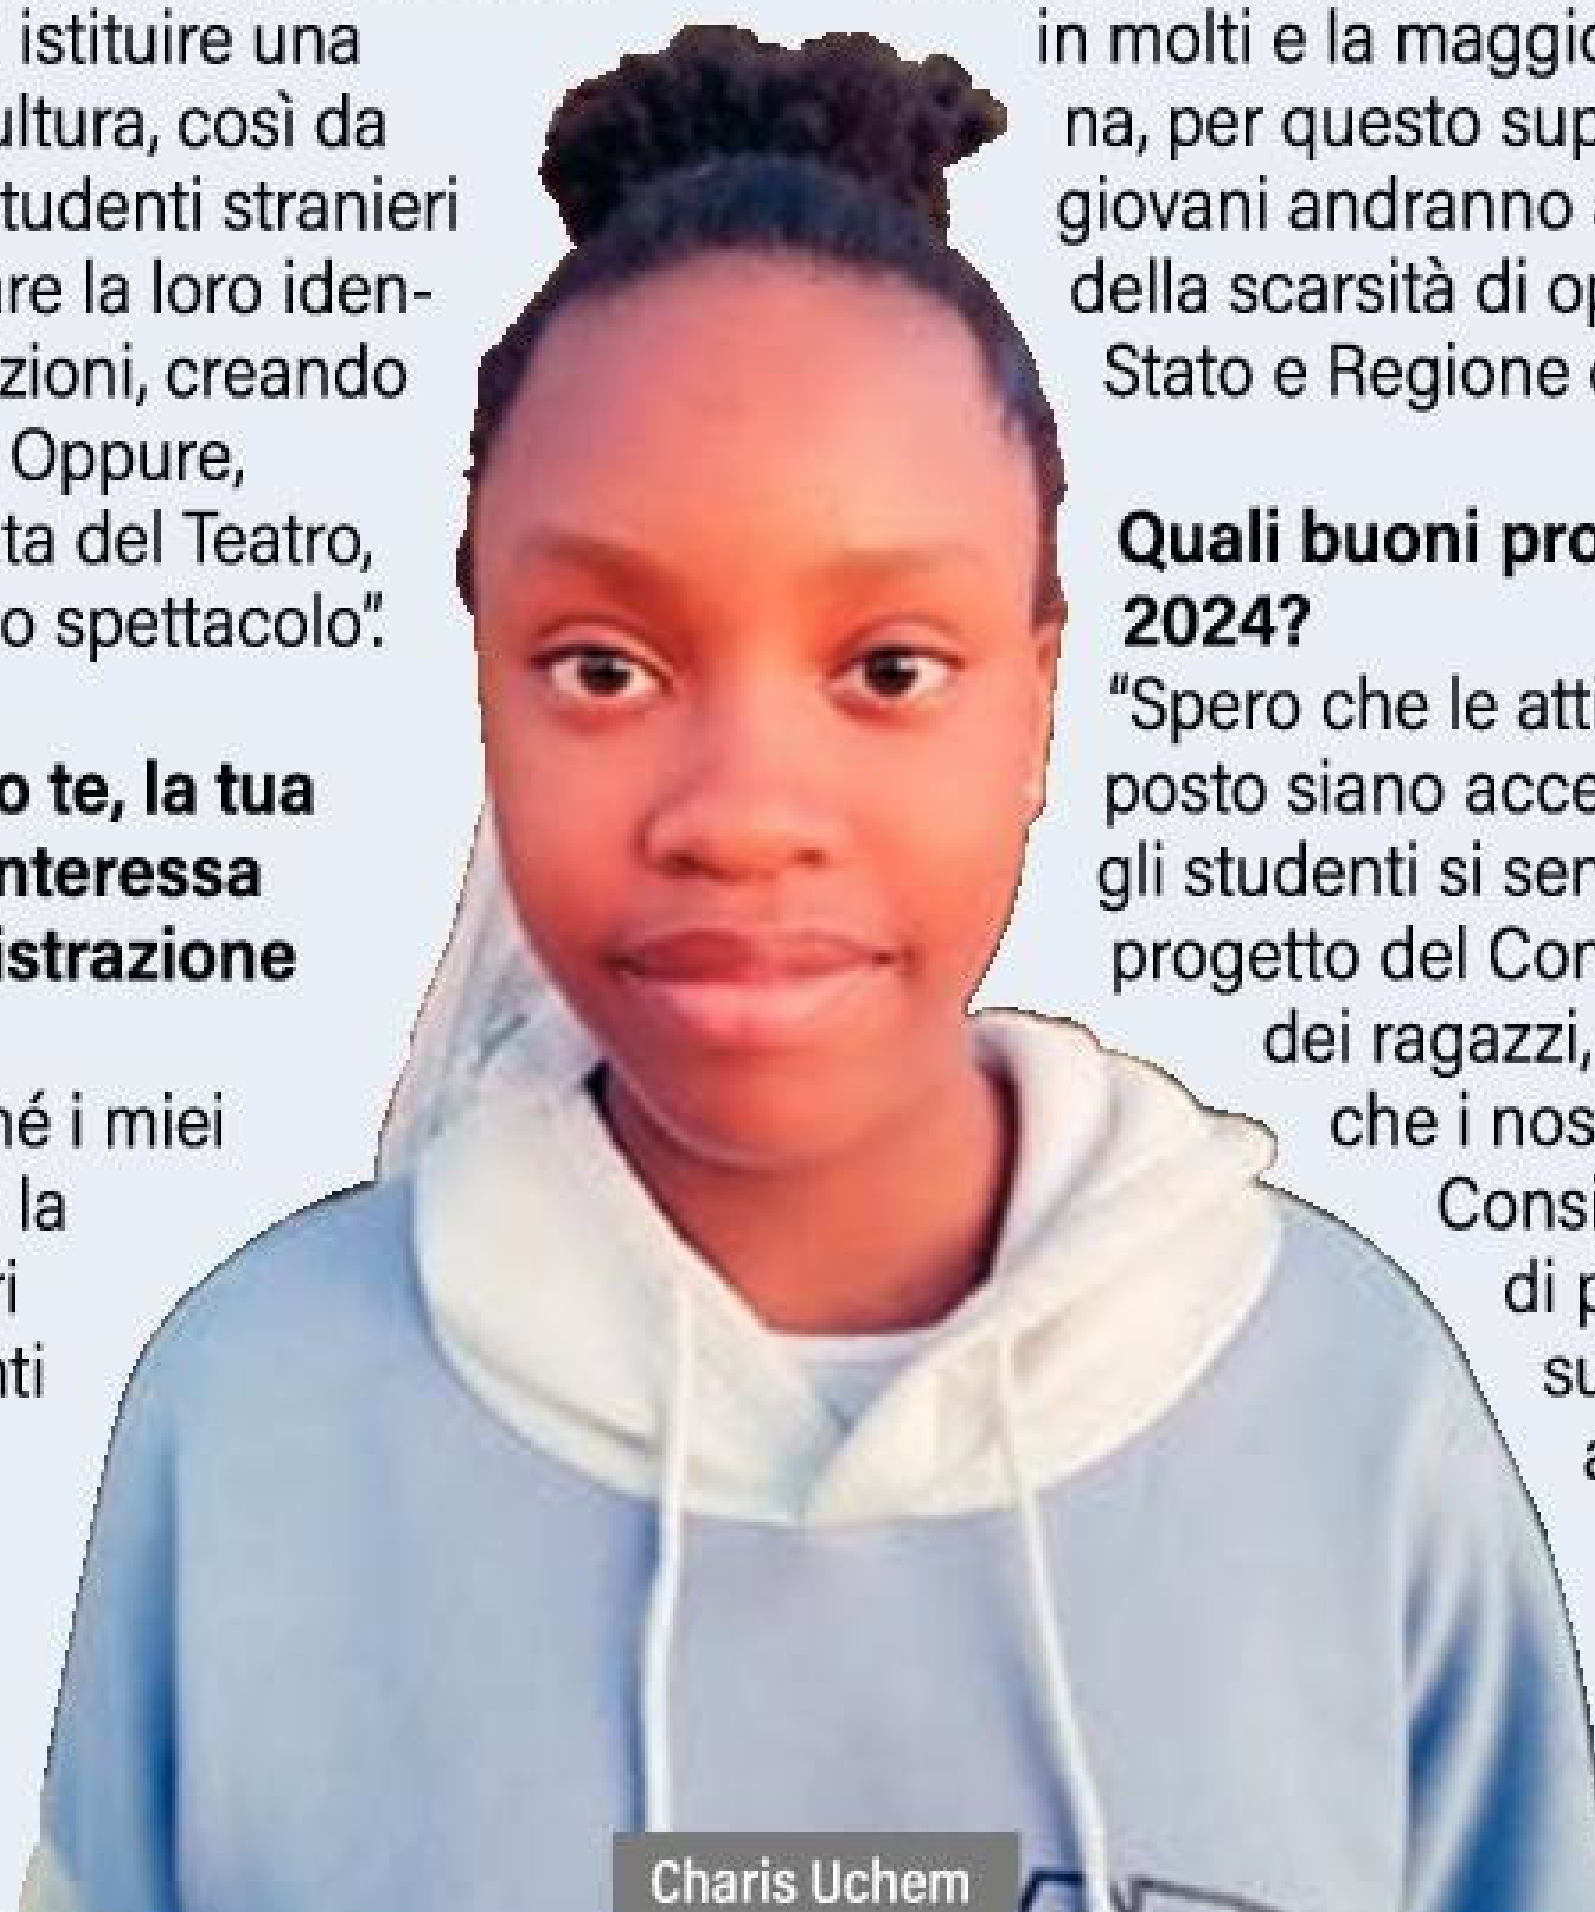 istituire una
ultura, così da
tudenti stranieri
are la loro iden-
zioni, creando
Oppure,
ta del Teatro,
o spettacolo”.
o te, la tua
nteressa
istrazione
né i miei
la
ri
nti
in molti e la maggio
na, per questo sup
giovani andranno
della scarsità di op
Stato e Regione
Quali buoni pro
2024?
“Spero che le att
posto siano acce
gli studenti si sen
progetto del Con
dei ragazzi,
che i nos
Consi
di p
su
a
Charis Uchem